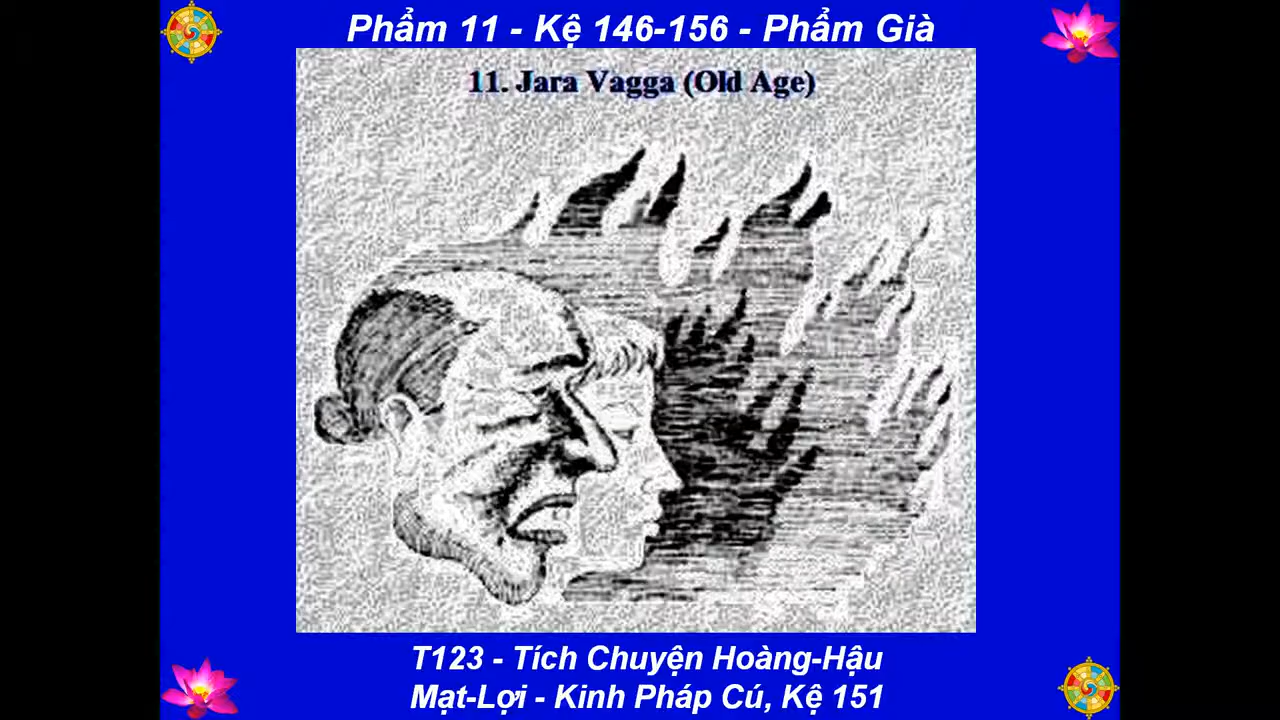 Phẩm 11 - Kệ 146-156 - Phẩm Già
11. Jara Vagga (Old Age)
T123 - Tích Chuyện Hoàng-Hậu
Mạt-Lợi - Kinh Pháp Cú, Kệ 151